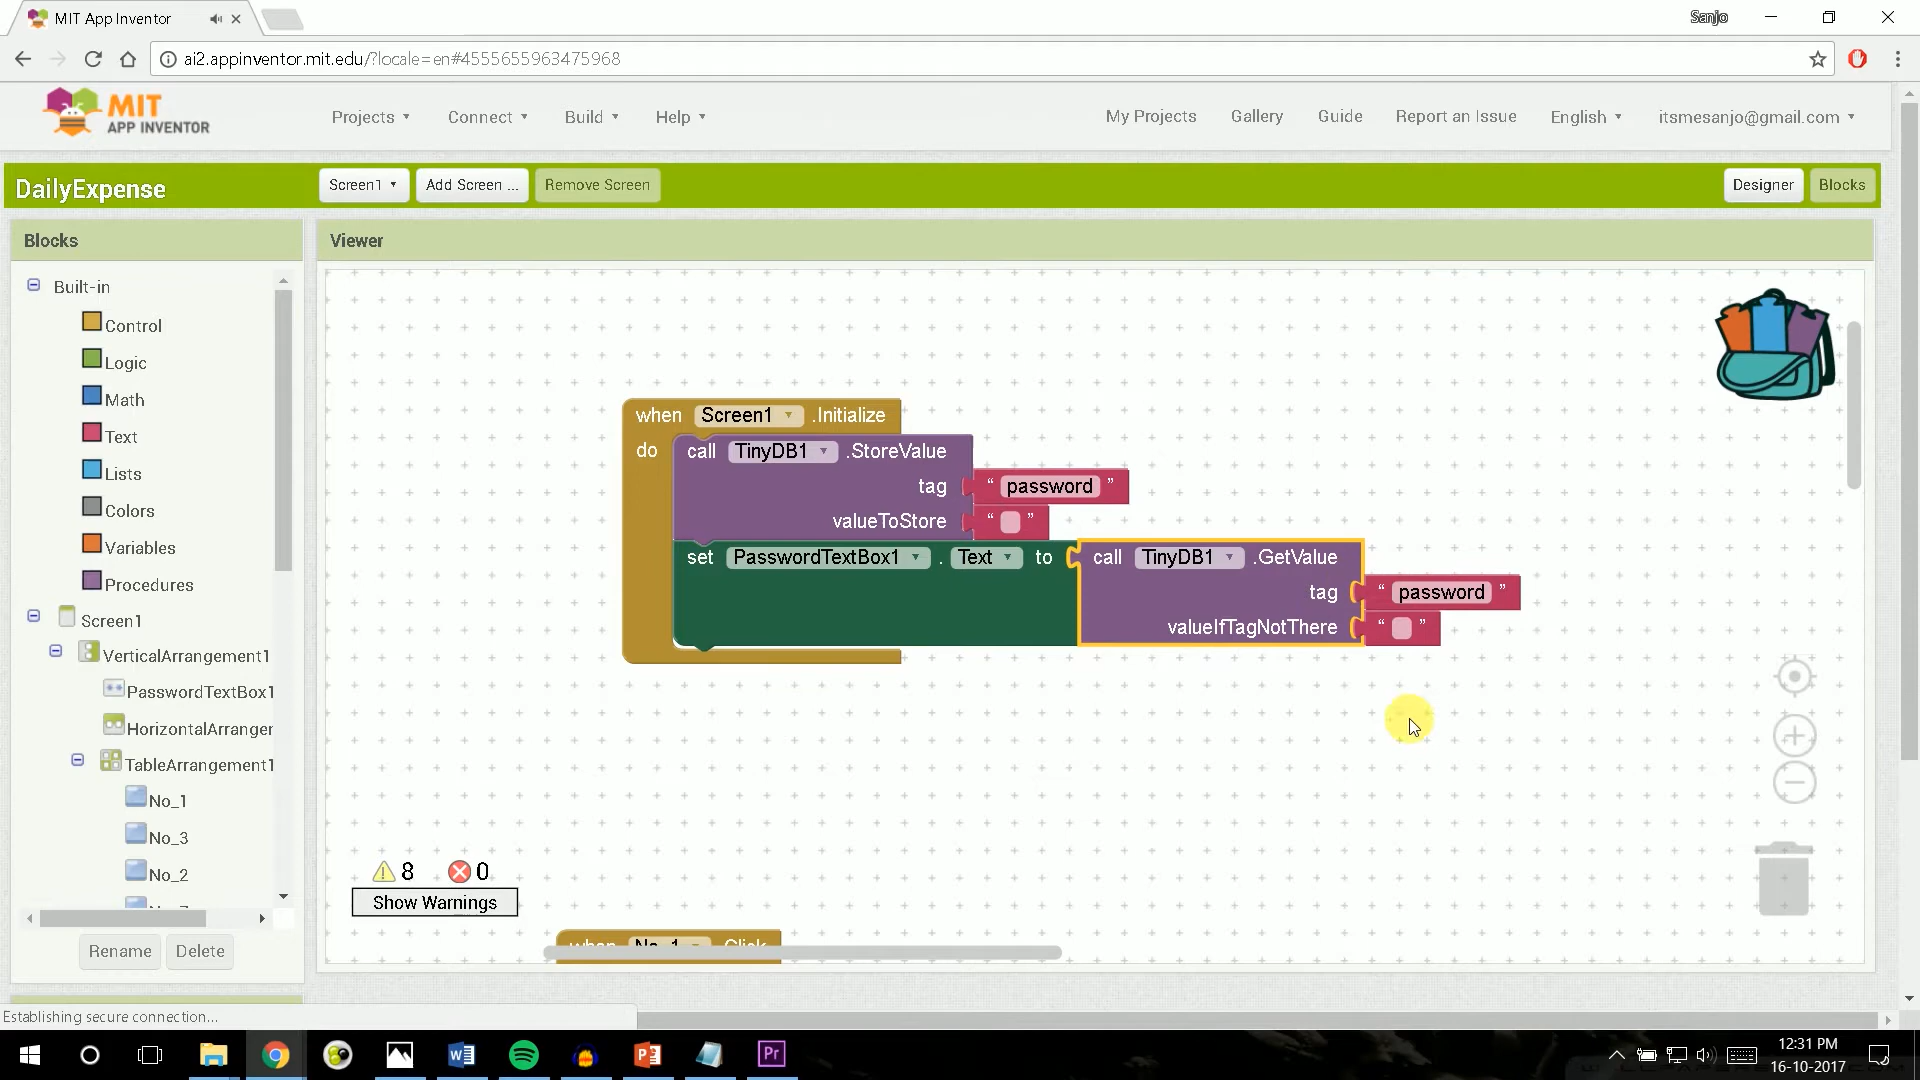 MIT App Inventor
Sanjo
ai2.appinventor.mit.edu/?locale=en#4555655963475968
MIT
APP INVENTOR
Projects
Connect
Build
Help
My Projects
Gallery
Guide
Report an Issue
English
itsmesanjo@gmail.com
DailyExpense
Screen1
Add Screen ...
Remove Screen
Designer
Blocks
Blocks
Viewer
Built-in
Control
Logic
Math
Text
Lists
Colors
Variables
Procedures
Screen1
VerticalArrangement1
PasswordTextBox1
HorizontalArranger
TableArrangement1
No_1
No_3
No_2
Rename
Delete
when Screen1 .Initialize
do call TinyDB1 .StoreValue
tag “ password ”
valueToStore “ ”
set PasswordTextBox1 . Text to call TinyDB1 .GetValue
tag “ password ”
valueIfTagNotThere “ ”
8 0
Show Warnings
when No_1 .Click
Establishing secure connection...
12:31 PM
16-10-2017